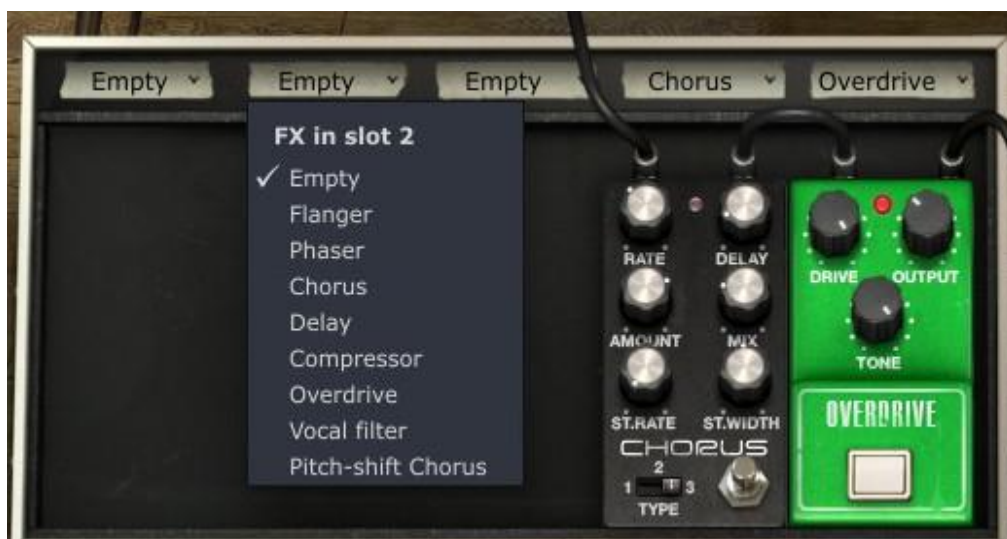 Empty
Empty
Empty
Chorus
Overdrive
FX in slot 2
Empty
Flanger
Phaser
Chorus
Delay
Compressor
Overdrive
Vocal filter
Pitch-shift Chorus
RATE
DELAY
AMOUNT
MIX
ST.RATE
ST.WIDTH
CHORUS
1 2 3
TYPE
DRIVE
OUTPUT
TONE
OVERDRIVE